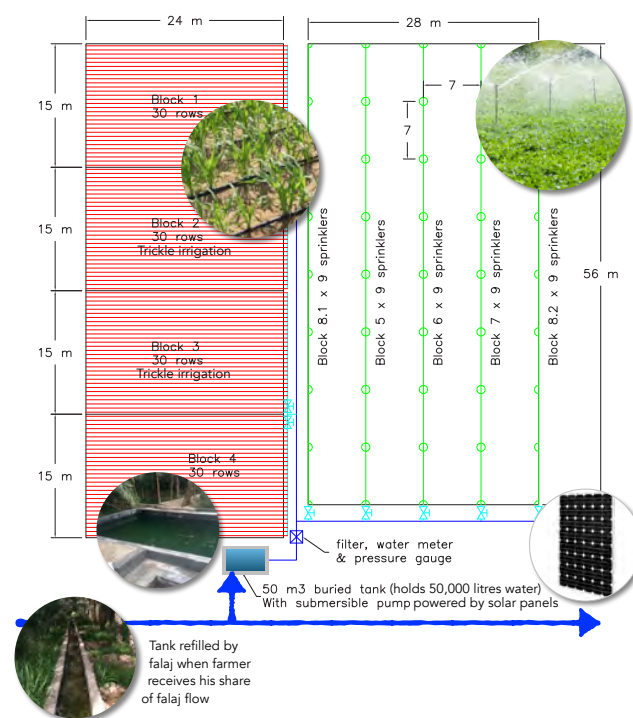 24 m
28 m
15 m
Block 1
30 rows
7
7
15 m
Block 2
30 rows
Trickle irrigation
Block 8.1 x 9 sprinklers
Block 5 x 9 sprinklers
Block 6 x 9 sprinklers
Block 7 x 9 sprinklers
Block 8.2 x 9 sprinklers
56 m
15 m
Block 3
30 rows
Trickle irrigation
15 m
Block 4
30 rows
filter, water meter
& pressure gauge
50 m3 buried tank (holds 50,000 litres water)
With submersible pump powered by solar panels
Tank refilled by
falaj when farmer
receives his share
of falaj flow